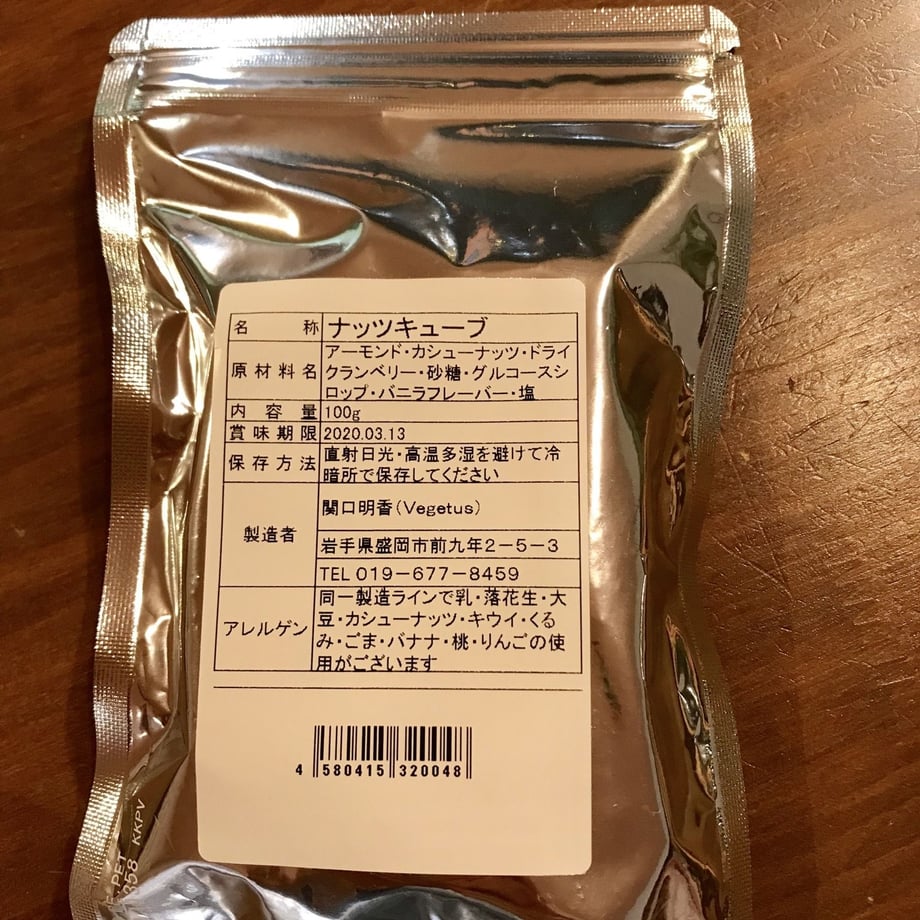 名称 ナッツキューブ
原材料名 アーモンド・カシューナッツ・ドライ
クランベリー・砂糖・グルコースシ
ロップ・バニラフレーバー・塩
内容量 100g
賞味期限 2020.03.13
保存方法 直射日光・高温多湿を避けて冷
暗所で保存してください
製造者 関口明香(Vegetus)
岩手県盛岡市前九年2-5-3
TEL 019-677-8459
アレルゲン 同一製造ラインで乳・落花生・大
豆・カシューナッツ・キウイ・くる
み・ごま・バナナ・桃・りんごの使
用がございます
4 580415 320048
PET
358 KKPV